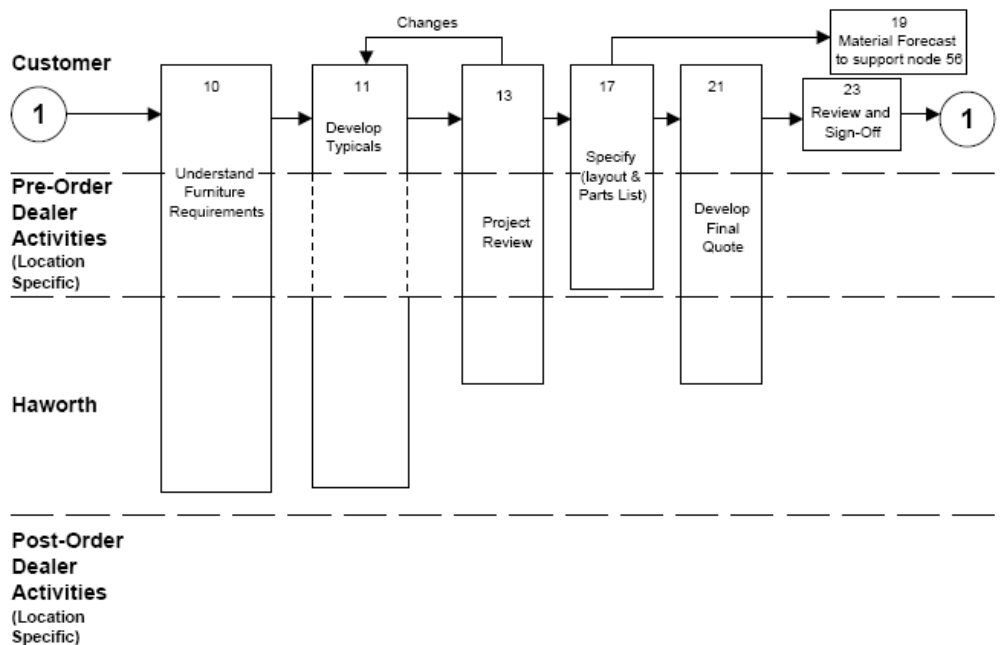 Changes
19
Material Forecast
to support node 56
Customer
1
10
11
13
17
21
23
Develop
Typicals
Review and
Sign-Off
1
Understand
Furniture
Requirements
Specify
(layout &
Parts List)
Pre-Order
Dealer
Activities
(Location
Specific)
Project
Review
Develop
Final
Quote
Haworth
Post-Order
Dealer
Activities
(Location
Specific)